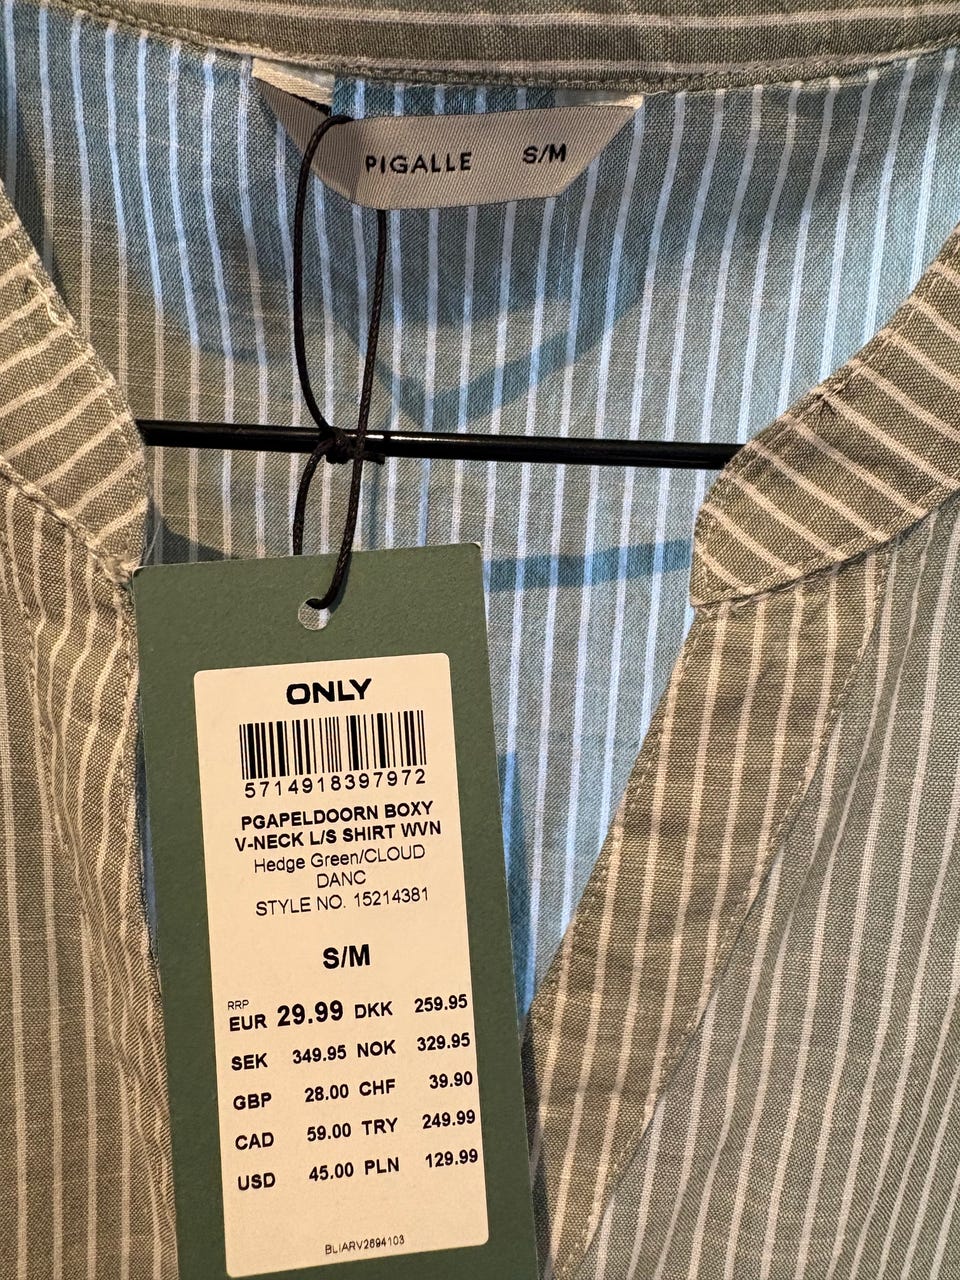 PIGALLE S/M
ONLY
5714918397972
PGAPELDOORN BOXY
V-NECK L/S SHIRT WVN
Hedge Green/CLOUD
DANC
STYLE NO. 15214381
S/M
RRP
EUR 29.99 DKK 259.95
SEK 349.95 NOK 329.95
GBP 28.00 CHF 39.90
CAD 59.00 TRY 249.99
USD 45.00 PLN 129.99
BLIARV2694103